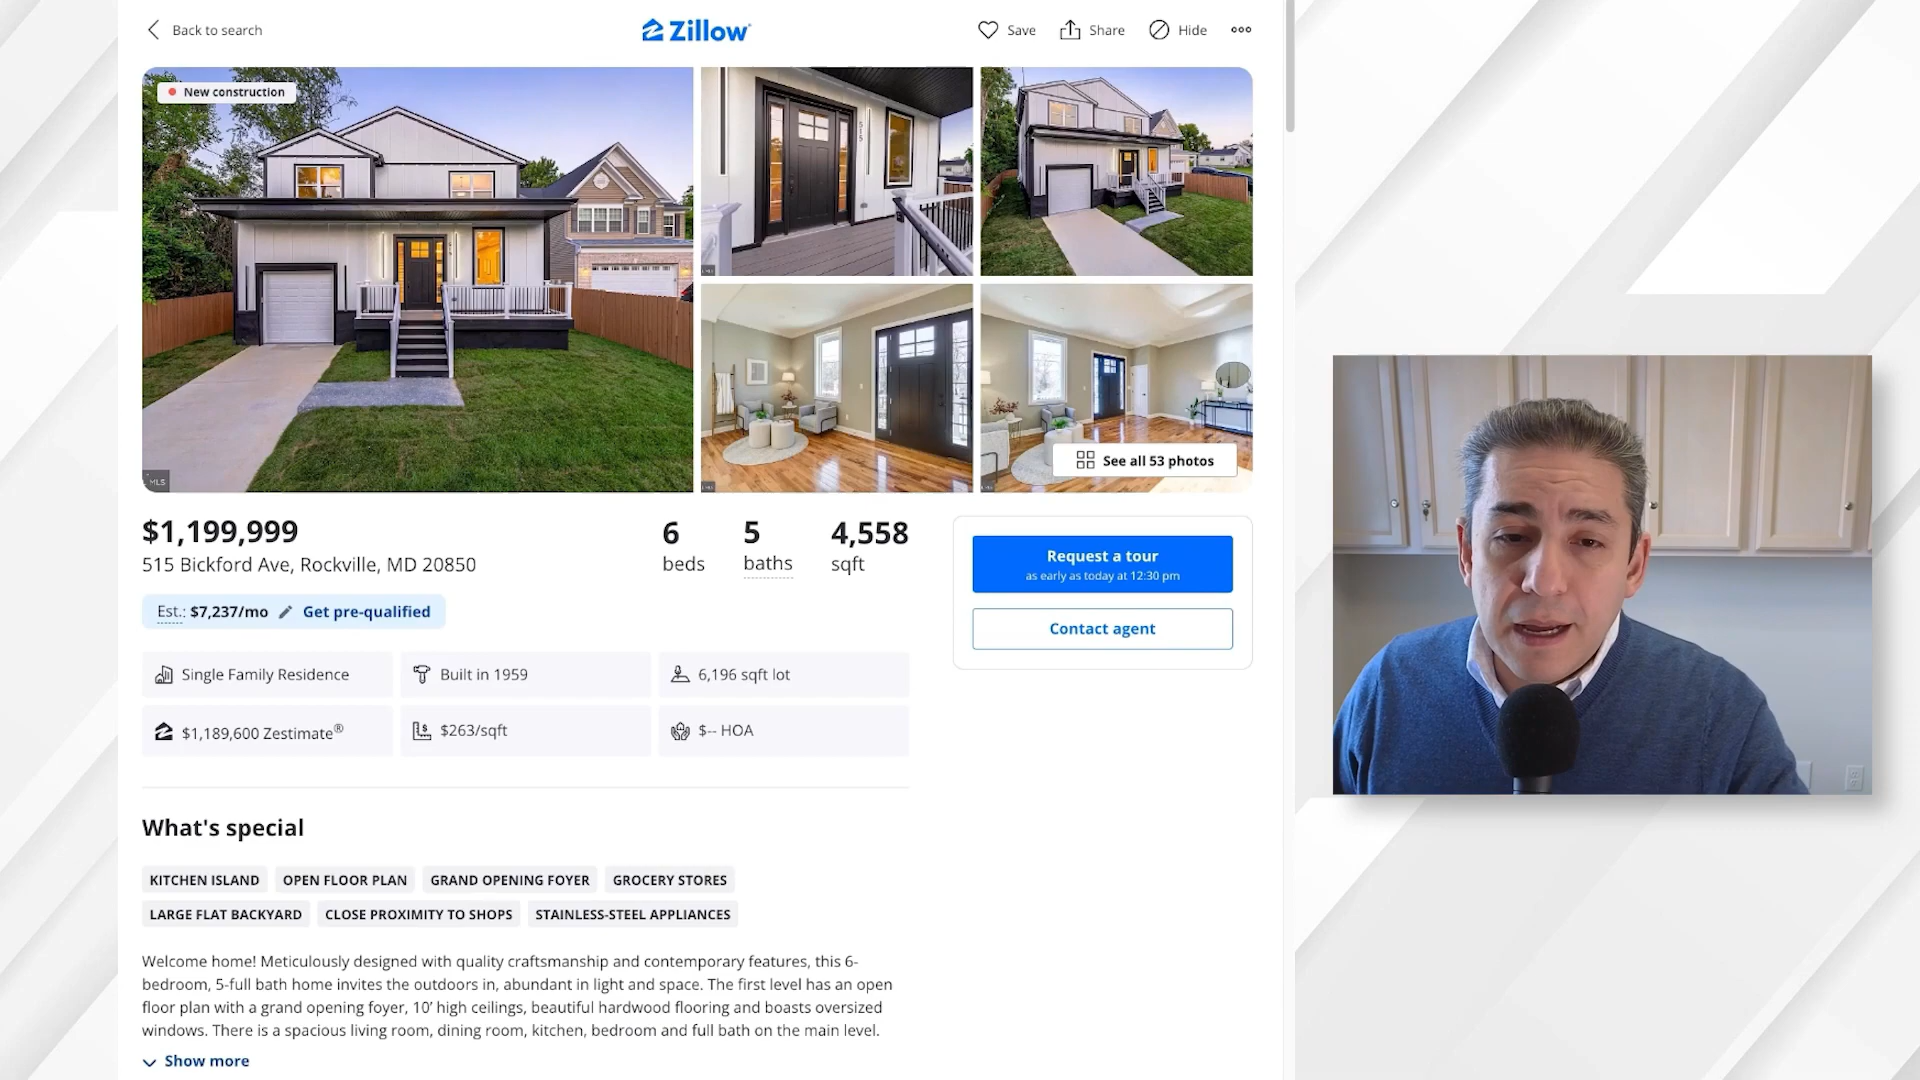 Back to search
Zillow
Save
Share
Hide
New construction
515
MLS
See all 53 photos
$1,199,999
515 Bickford Ave, Rockville, MD 20850
6
beds
5
baths
4,558
sqft
Request a tour
as early as today at 12:30 pm
Contact agent
Est.: $7,237/mo
Get pre-qualified
Single Family Residence
Built in 1959
6,196 sqft lot
$1,189,600 Zestimate®
$263/sqft
$-- HOA
What's special
KITCHEN ISLAND
OPEN FLOOR PLAN
GRAND OPENING FOYER
GROCERY STORES
LARGE FLAT BACKYARD
CLOSE PROXIMITY TO SHOPS
STAINLESS-STEEL APPLIANCES
Welcome home! Meticulously designed with quality craftsmanship and contemporary features, this 6-
bedroom, 5-full bath home invites the outdoors in, abundant in light and space. The first level has an open
floor plan with a grand opening foyer, 10’ high ceilings, beautiful hardwood flooring and boasts oversized
windows. There is a spacious living room, dining room, kitchen, bedroom and full bath on the main level.
Show more